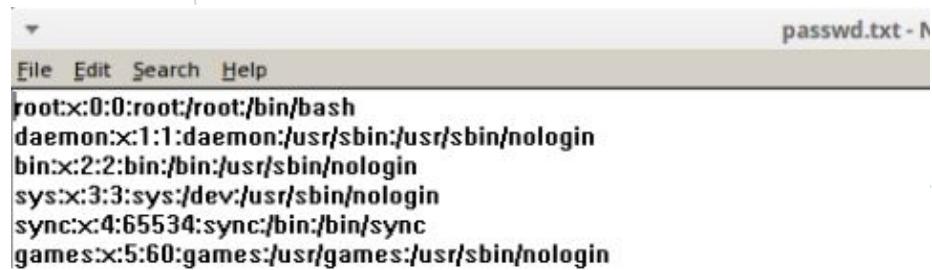 passwd.txt - N
File Edit Search Help
root:x:0:0:root:/root:/bin/bash
daemon:x:1:1:daemon:/usr/sbin:/usr/sbin/nologin
bin:x:2:2:bin:/bin:/usr/sbin/nologin
sys:x:3:3:sys:/dev:/usr/sbin/nologin
sync:x:4:65534:sync:/bin:/bin/sync
games:x:5:60:games:/usr/games:/usr/sbin/nologin